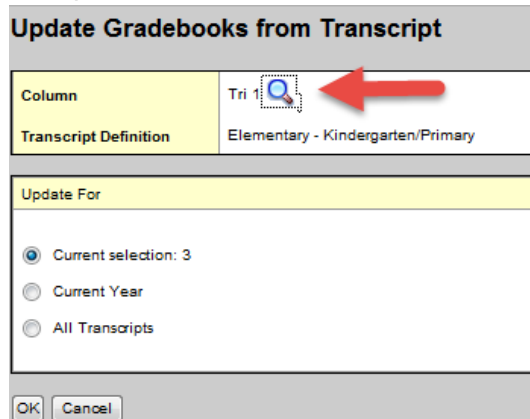 Update Gradebooks from Transcript
Column Tri 1
Transcript Definition Elementary - Kindergarten/Primary
Update For
Current selection: 3
Current Year
All Transcripts
OK Cancel